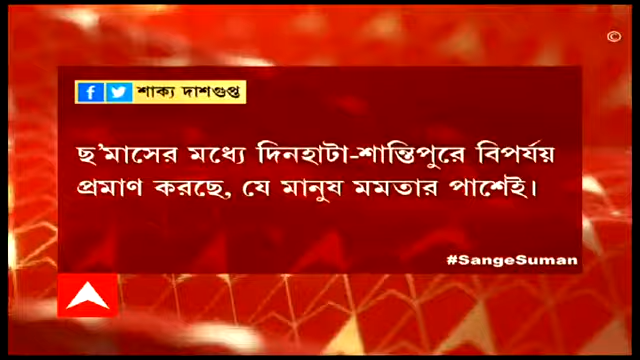 ©
শাক্য দাশগুপ্ত
ছ'মাসের মধ্যে দিনহাটা-শান্তিপুরে বিপর্যয়
প্রমাণ করছে, যে মানুষ মমতার পাশেই।
#SangeSuman